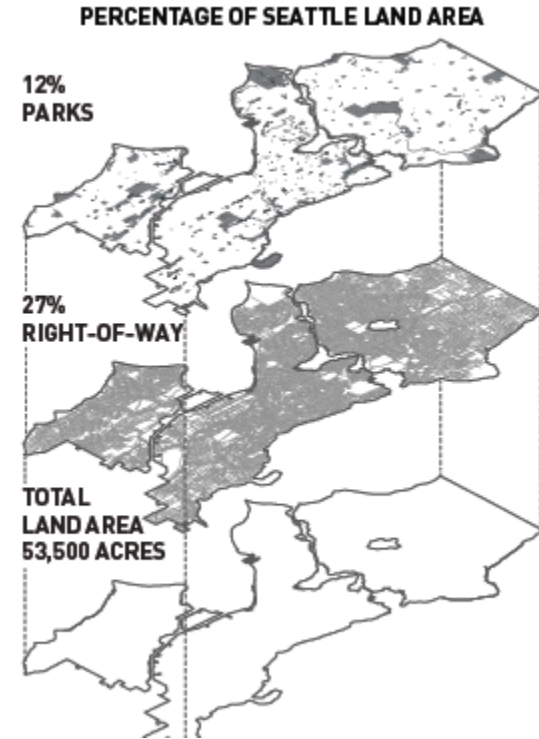 PERCENTAGE OF SEATTLE LAND AREA
12%
PARKS
27%
RIGHT-OF-WAY
TOTAL
LAND AREA
53,500 ACRES